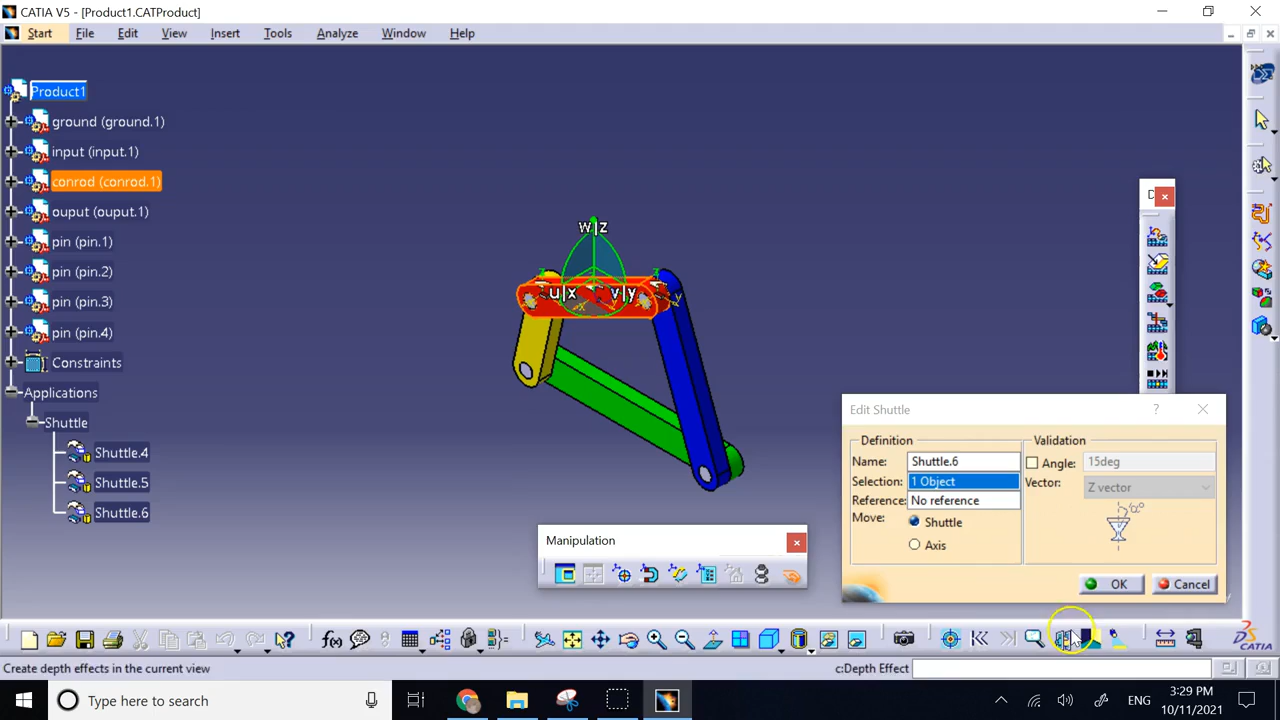 CATIA V5 - [Product1.CATProduct]
Start File Edit View Insert Tools Analyze Window Help
Product1
ground (ground.1)
input (input.1)
conrod (conrod.1)
ouput (ouput.1)
pin (pin.1)
pin (pin.2)
pin (pin.3)
pin (pin.4)
Constraints
Applications
Shuttle
Shuttle.4
Shuttle.5
Shuttle.6
w|z
u|x v|y
z z
x x y
D
Edit Shuttle ?
Definition Validation
Name: Shuttle.6 Angle: 15deg
Selection: 1 Object Vector: Z vector
Reference: No reference
Move: Shuttle
Axis
α°
OK Cancel
Manipulation
f(x)
DS CATIA
Create depth effects in the current view c:Depth Effect
Type here to search
ENG
3:29 PM
10/11/2021